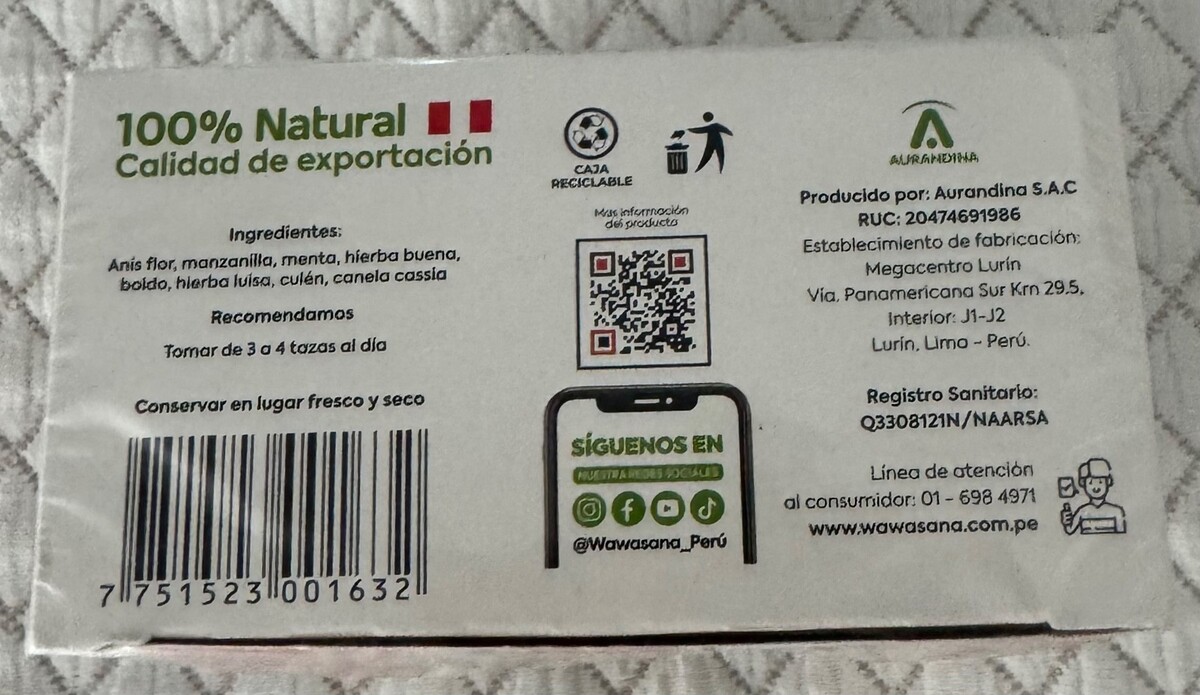 100% Natural
Calidad de exportación
Ingredientes:
Anís flor, manzanilla, menta, hierba buena,
boldo, hierba luisa, culén, canela cassia
Recomendamos
Tomar de 3 a 4 tazas al día
Conservar en lugar fresco y seco
7 751523 001632
CAJA
RECICLABLE
Mas información
del producto
SÍGUENOS EN
NUESTRA REDES SOCIALES
@Wawasana_Perú
AURANDINA
Producido por: Aurandina S.A.C
RUC: 20474691986
Establecimiento de fabricación:
Megacentro Lurín
Vía. Panamericana Sur Km 29.5,
Interior: J1-J2
Lurín, Lima - Perú.
Registro Sanitario:
Q3308121N/NAARSA
Línea de atención
al consumidor: 01 - 698 4971
www.wawasana.com.pe